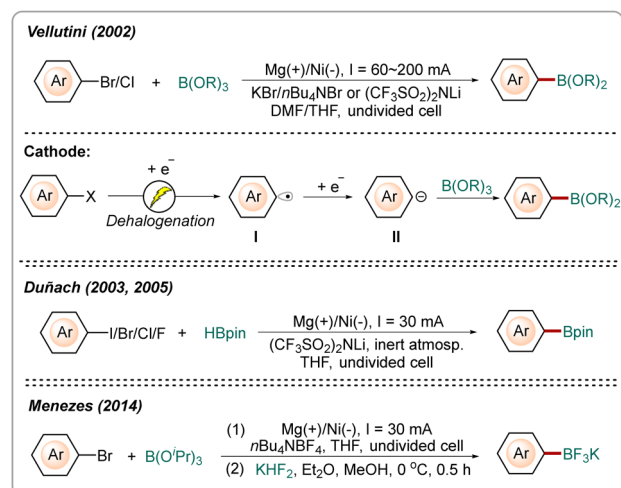 Vellutini (2002)
Ar Br/Cl + B(OR)₃ Mg(+)/Ni(-), I = 60~200 mA Ar B(OR)₂
KBr/nBu₄NBr or (CF₃SO₂)₂NLi
DMF/THF, undivided cell
Cathode:
Ar X + e⁻ Ar • + e⁻ Ar ⊖ B(OR)₃ Ar B(OR)₂
Dehalogenation
I II
Duñach (2003, 2005)
Ar I/Br/Cl/F + HBpin Mg(+)/Ni(-), I = 30 mA Ar Bpin
(CF₃SO₂)₂NLi, inert atmosp.
THF, undivided cell
Menezes (2014)
(1) Mg(+)/Ni(-), I = 30 mA
Ar Br + B(OⁱPr)₃ nBu₄NBF₄, THF, undivided cell Ar BF₃K
(2) KHF₂, Et₂O, MeOH, 0 ⁰C, 0.5 h